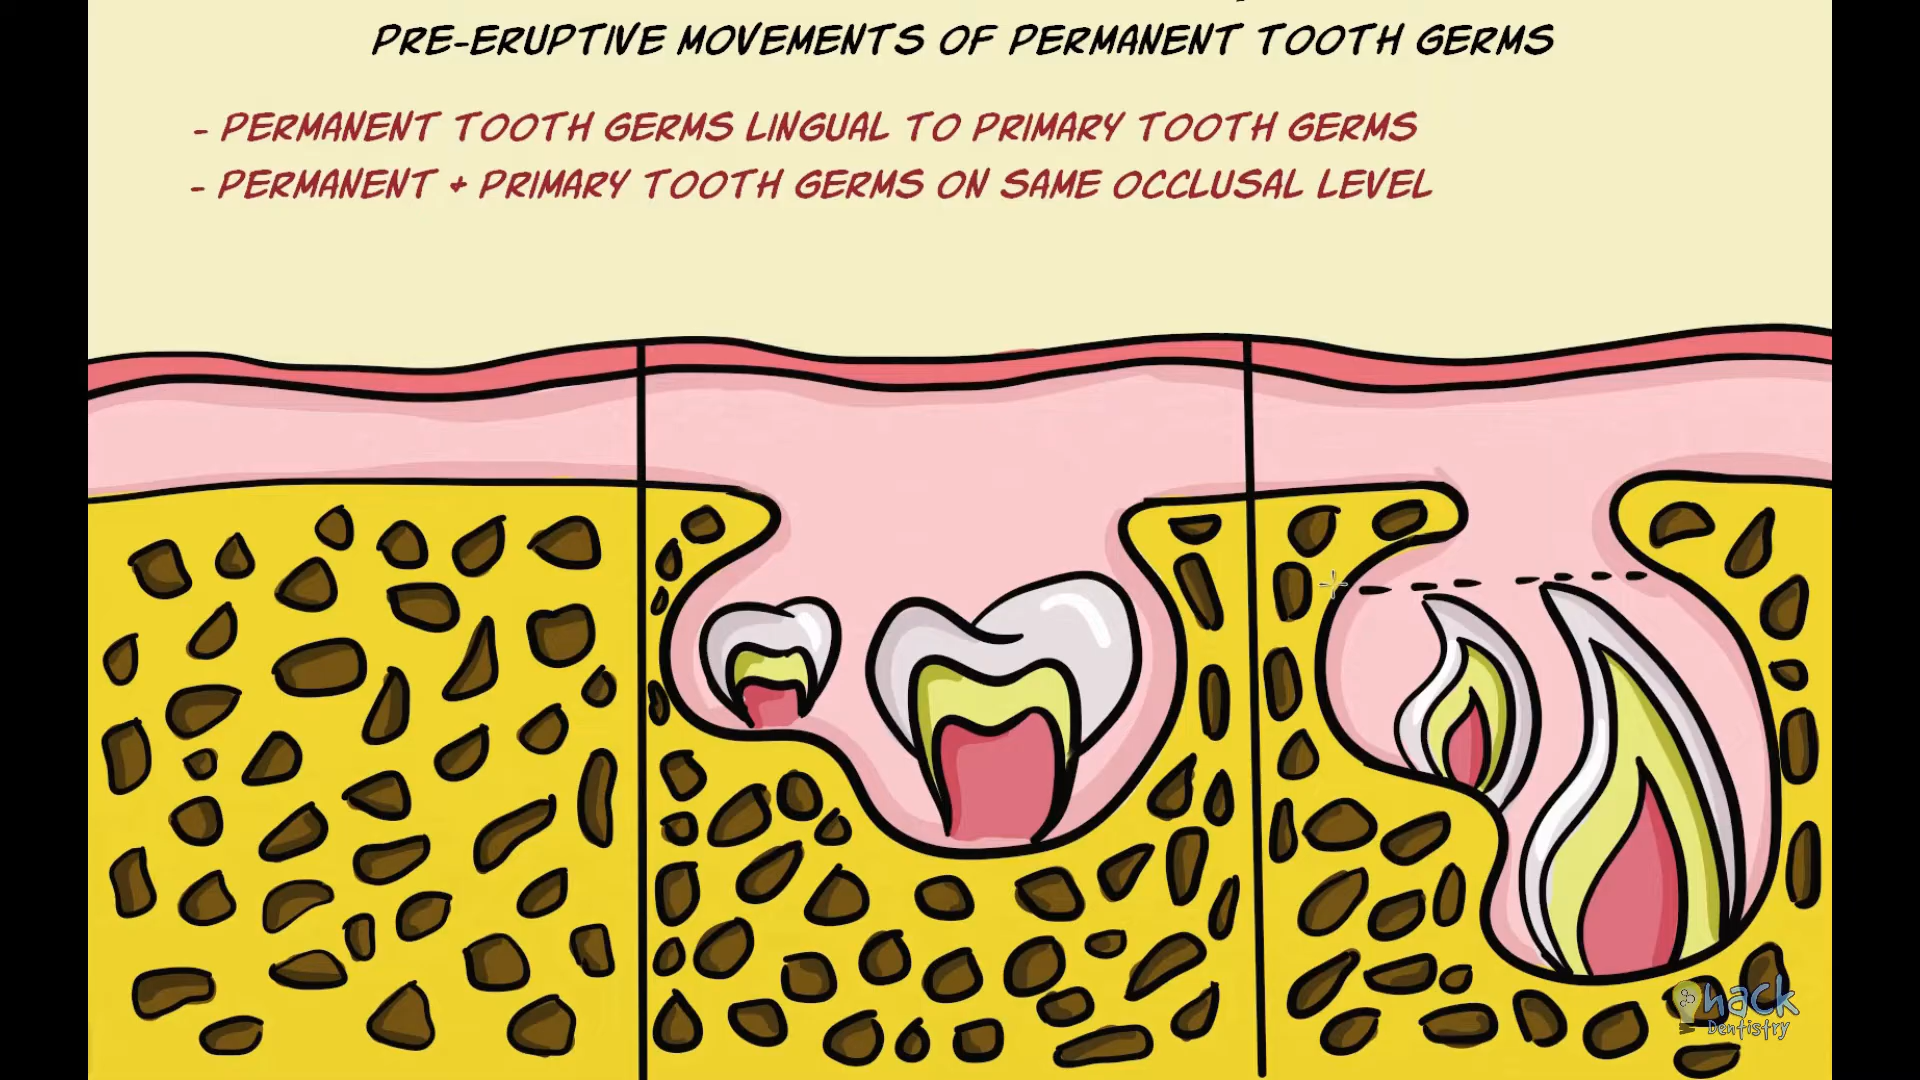 PRE-ERUPTIVE MOVEMENTS OF PERMANENT TOOTH GERMS
- PERMANENT TOOTH GERMS LINGUAL TO PRIMARY TOOTH GERMS
- PERMANENT + PRIMARY TOOTH GERMS ON SAME OCCLUSAL LEVEL
hack
Dentistry